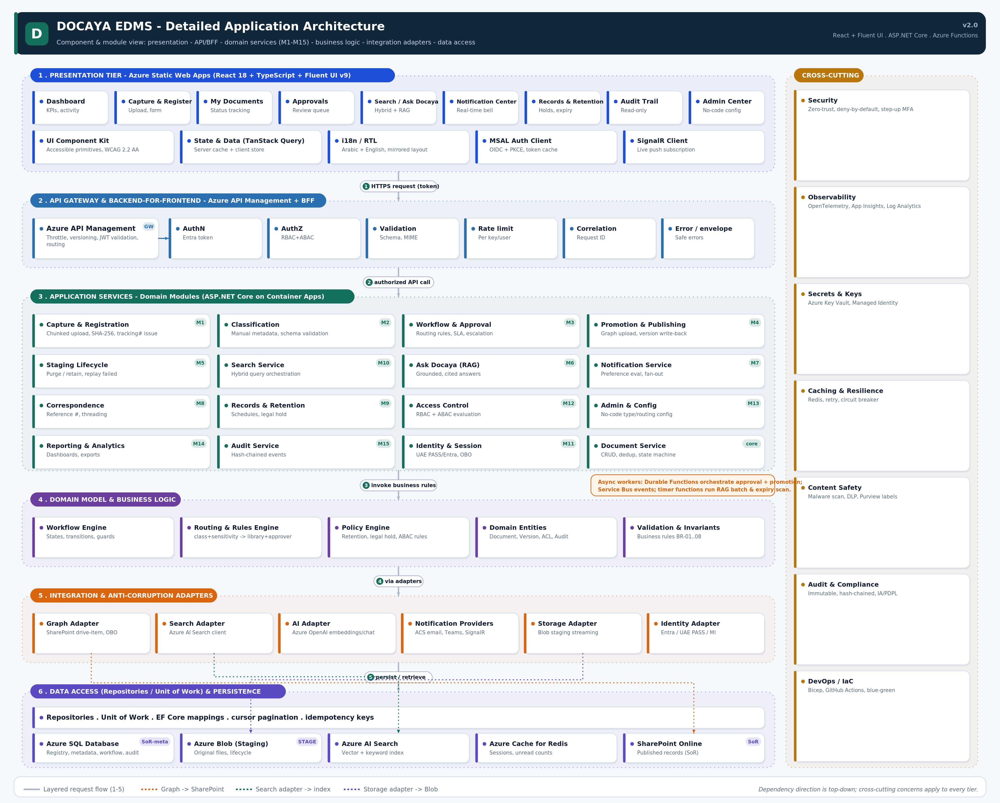 D
DOCAYA EDMS - Detailed Application Architecture
Component & module view: presentation - API/BFF - domain services (M1-M15) - business logic - integration adapters - data access
v2.0
React + Fluent UI . ASP.NET Core . Azure Functions
1 . PRESENTATION TIER - Azure Static Web Apps (React 18 + TypeScript + Fluent UI v9)
Dashboard
KPIs, activity
Capture & Register
Upload, form
My Documents
Status tracking
Approvals
Review queue
Search / Ask Docaya
Hybrid + RAG
Notification Center
Real-time bell
Records & Retention
Holds, expiry
Audit Trail
Read-only
Admin Center
No-code config
UI Component Kit
Accessible primitives, WCAG 2.2 AA
State & Data (TanStack Query)
Server cache + client store
i18n / RTL
Arabic + English, mirrored layout
MSAL Auth Client
OIDC + PKCE, token cache
SignalR Client
Live push subscription
1 HTTPS request (token)
2 . API GATEWAY & BACKEND-FOR-FRONTEND - Azure API Management + BFF
Azure API Management
GW
Throttle, versioning, JWT validation,
routing
AuthN
Entra token
AuthZ
RBAC+ABAC
Validation
Schema, MIME
Rate limit
Per key/user
Correlation
Request ID
Error / envelope
Safe errors
2 authorized API call
3 . APPLICATION SERVICES - Domain Modules (ASP.NET Core on Container Apps)
Capture & Registration
M1
Chunked upload, SHA-256, tracking# issue
Classification
M2
Manual metadata, schema validation
Workflow & Approval
M3
Routing rules, SLA, escalation
Promotion & Publishing
M4
Graph upload, version write-back
Staging Lifecycle
M5
Purge / retain, replay failed
Search Service
M10
Hybrid query orchestration
Ask Docaya (RAG)
M6
Grounded, cited answers
Notification Service
M7
Preference eval, fan-out
Correspondence
M8
Reference #, threading
Records & Retention
M9
Schedules, legal hold
Access Control
M12
RBAC + ABAC evaluation
Admin & Config
M13
No-code type/routing config
Reporting & Analytics
M14
Dashboards, exports
Audit Service
M15
Hash-chained events
Identity & Session
M11
UAE PASS/Entra, OBO
Document Service
core
CRUD, dedup, state machine
3 invoke business rules
Async workers: Durable Functions orchestrate approval + promotion;
Service Bus events; timer functions run RAG batch & expiry scan.
4 . DOMAIN MODEL & BUSINESS LOGIC
Workflow Engine
States, transitions, guards
Routing & Rules Engine
class+sensitivity -> library+approver
Policy Engine
Retention, legal hold, ABAC rules
Domain Entities
Document, Version, ACL, Audit
Validation & Invariants
Business rules BR-01..08
4 via adapters
5 . INTEGRATION & ANTI-CORRUPTION ADAPTERS
Graph Adapter
SharePoint drive-item, OBO
Search Adapter
Azure AI Search client
AI Adapter
Azure OpenAI embeddings/chat
Notification Providers
ACS email, Teams, SignalR
Storage Adapter
Blob staging streaming
Identity Adapter
Entra / UAE PASS / MI
5 persist / retrieve
6 . DATA ACCESS (Repositories / Unit of Work) & PERSISTENCE
Repositories . Unit of Work . EF Core mappings . cursor pagination . idempotency keys
Azure SQL Database
SoR-meta
Registry, metadata, workflow, audit
Azure Blob (Staging)
STAGE
Original files, lifecycle
Azure AI Search
Vector + keyword index
Azure Cache for Redis
Sessions, unread counts
SharePoint Online
SoR
Published records (SoR)
CROSS-CUTTING
Security
Zero-trust, deny-by-default, step-up MFA
Observability
OpenTelemetry, App Insights, Log Analytics
Secrets & Keys
Azure Key Vault, Managed Identity
Caching & Resilience
Redis, retry, circuit breaker
Content Safety
Malware scan, DLP, Purview labels
Audit & Compliance
Immutable, hash-chained, IA/PDPL
DevOps / IaC
Bicep, GitHub Actions, blue-green
Layered request flow (1-5)
Graph -> SharePoint
Search adapter -> index
Storage adapter -> Blob
Dependency direction is top-down; cross-cutting concerns apply to every tier.